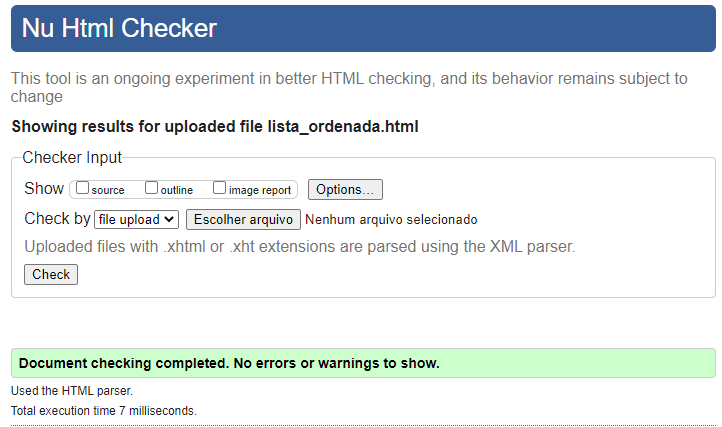 Nu Html Checker
This tool is an ongoing experiment in better HTML checking, and its behavior remains subject to
change
Showing results for uploaded file lista_ordenada.html
Checker Input
Show source outline image report Options...
Check by file upload Escolher arquivo Nenhum arquivo selecionado
Uploaded files with .xhtml or .xht extensions are parsed using the XML parser.
Check
Document checking completed. No errors or warnings to show.
Used the HTML parser.
Total execution time 7 milliseconds.